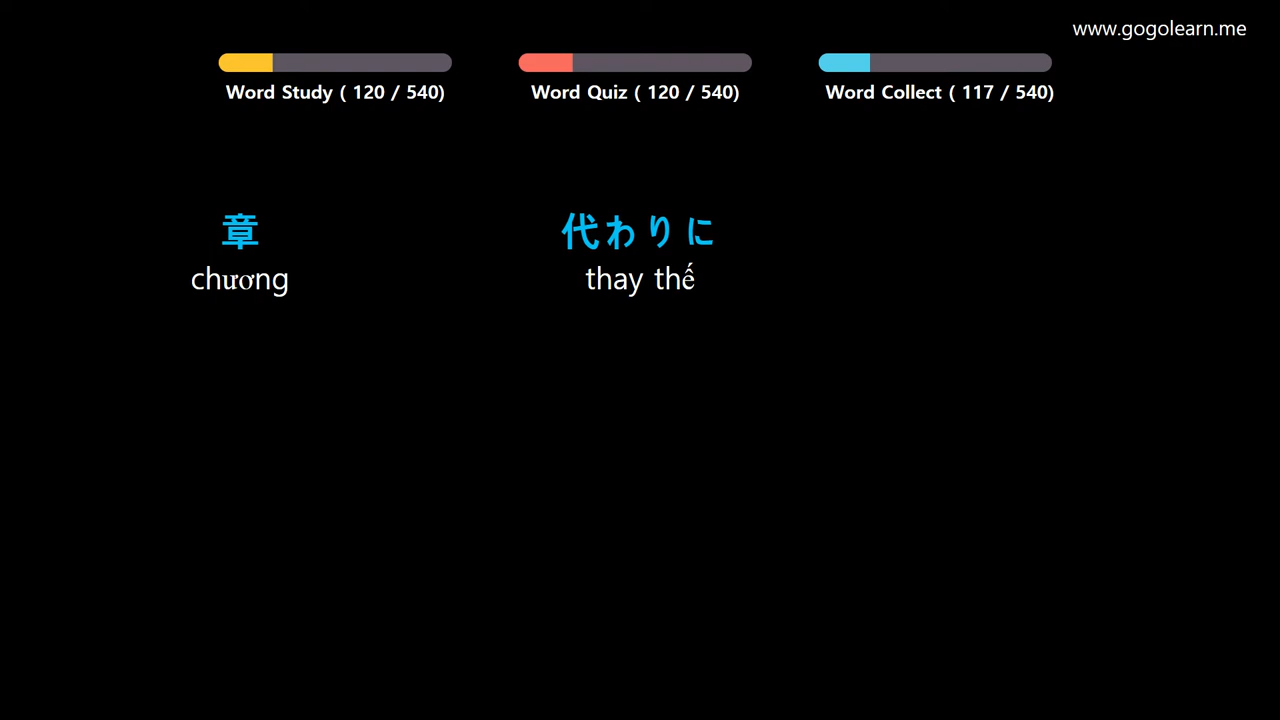 www.gogolearn.me
Word Study ( 120 / 540)
Word Quiz ( 120 / 540)
Word Collect ( 117 / 540)
章
chương
代わりに
thay thế